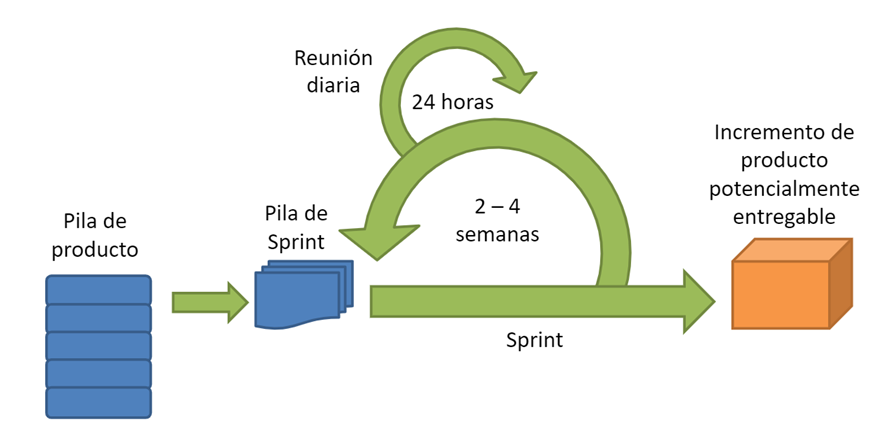 Reunión
diaria
24 horas
Incremento de
producto
potencialmente
entregable
Pila de
producto
Pila de
Sprint
2 – 4
semanas
Sprint